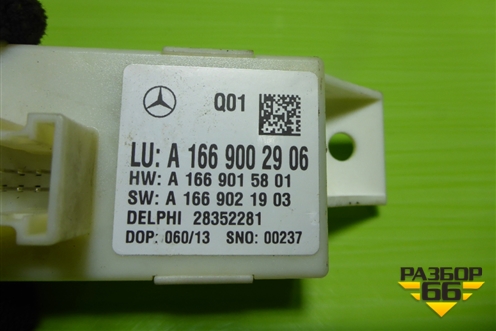 Q01
LU: A 166 900 29 06
HW: A 166 901 58 01
SW: A 166 902 19 03
DELPHI 28352281
DOP: 060/13 SNO: 00237
РАЗБОР
66